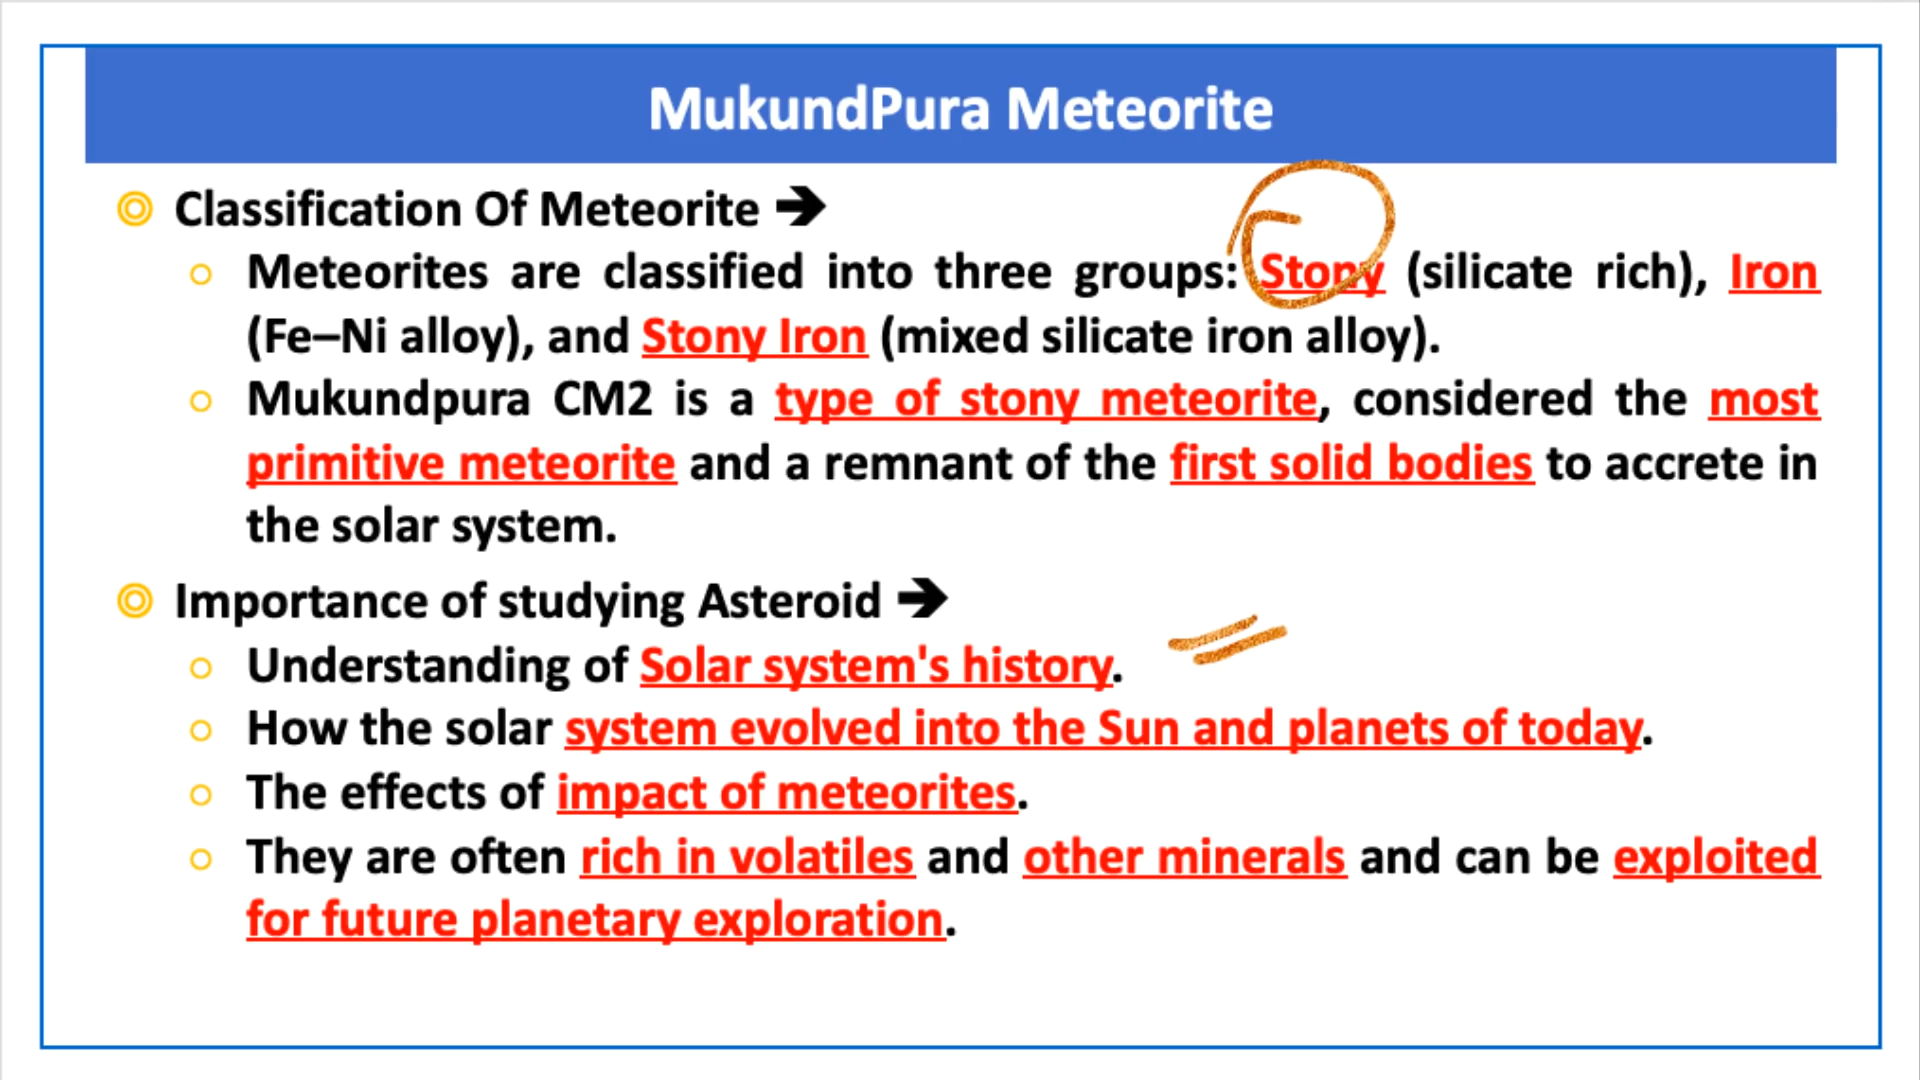 MukundPura Meteorite
Classification Of Meteorite ➔
Meteorites are classified into three groups: Stony (silicate rich), Iron
(Fe–Ni alloy), and Stony Iron (mixed silicate iron alloy).
Mukundpura CM2 is a type of stony meteorite, considered the most
primitive meteorite and a remnant of the first solid bodies to accrete in
the solar system.
Importance of studying Asteroid ➔
Understanding of Solar system's history.
How the solar system evolved into the Sun and planets of today.
The effects of impact of meteorites.
They are often rich in volatiles and other minerals and can be exploited
for future planetary exploration.